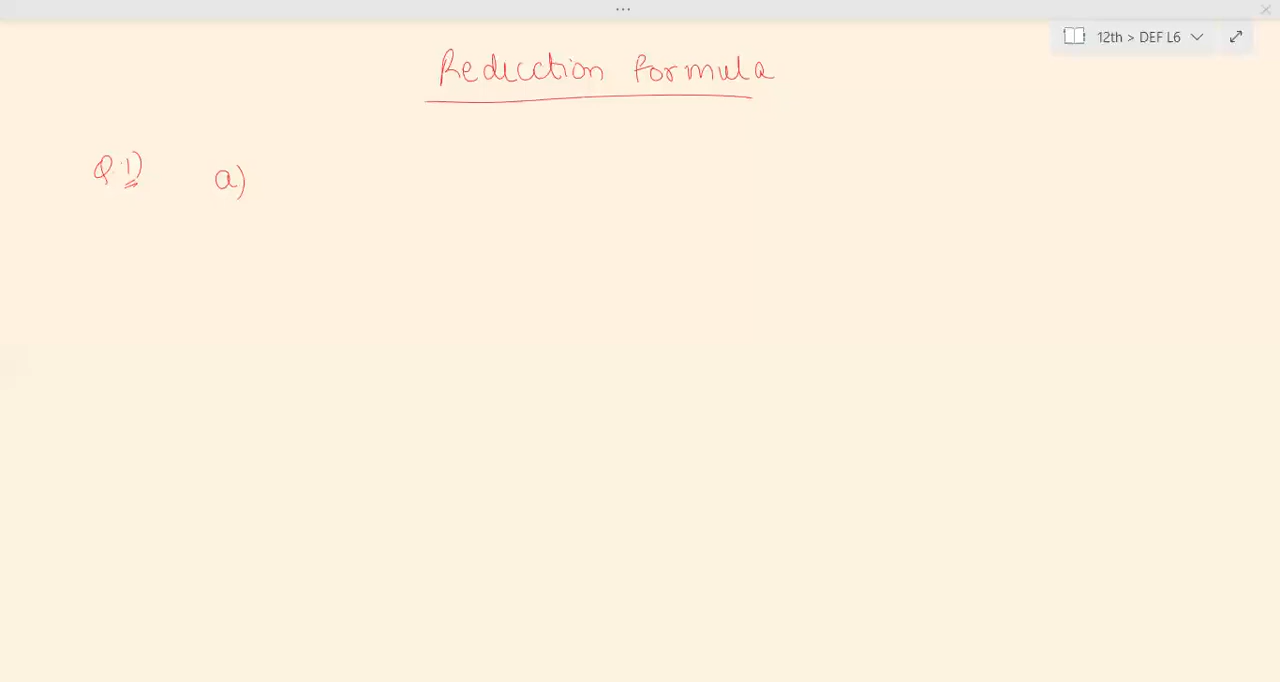 ...
12th > DEF L6
Reduction formula
Q.1) a)